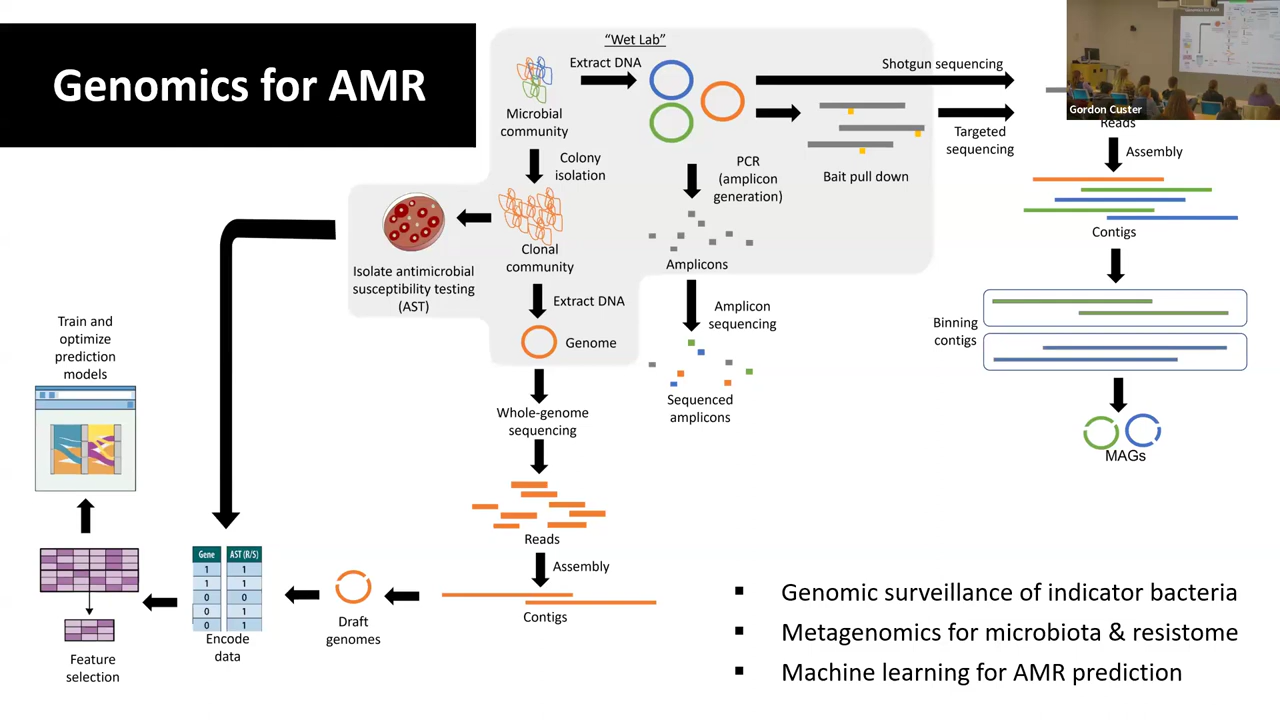 Genomics for AMR
"Wet Lab"
Extract DNA
Shotgun sequencing
Microbial
community
Gordon Custer
Reads
Targeted
sequencing
Assembly
Colony
isolation
PCR
(amplicon
generation)
Bait pull down
Contigs
Clonal
community
Amplicons
Isolate antimicrobial
susceptibility testing
(AST)
Extract DNA
Genome
Amplicon
sequencing
Binning
contigs
Train and
optimize
prediction
models
Whole-genome
sequencing
Sequenced
amplicons
MAGs
Reads
Assembly
Contigs
Draft
genomes
Gene AST (R/S)
1 1
1 1
0 0
0 1
0 1
Encode
data
Feature
selection
▪ Genomic surveillance of indicator bacteria
▪ Metagenomics for microbiota & resistome
▪ Machine learning for AMR prediction